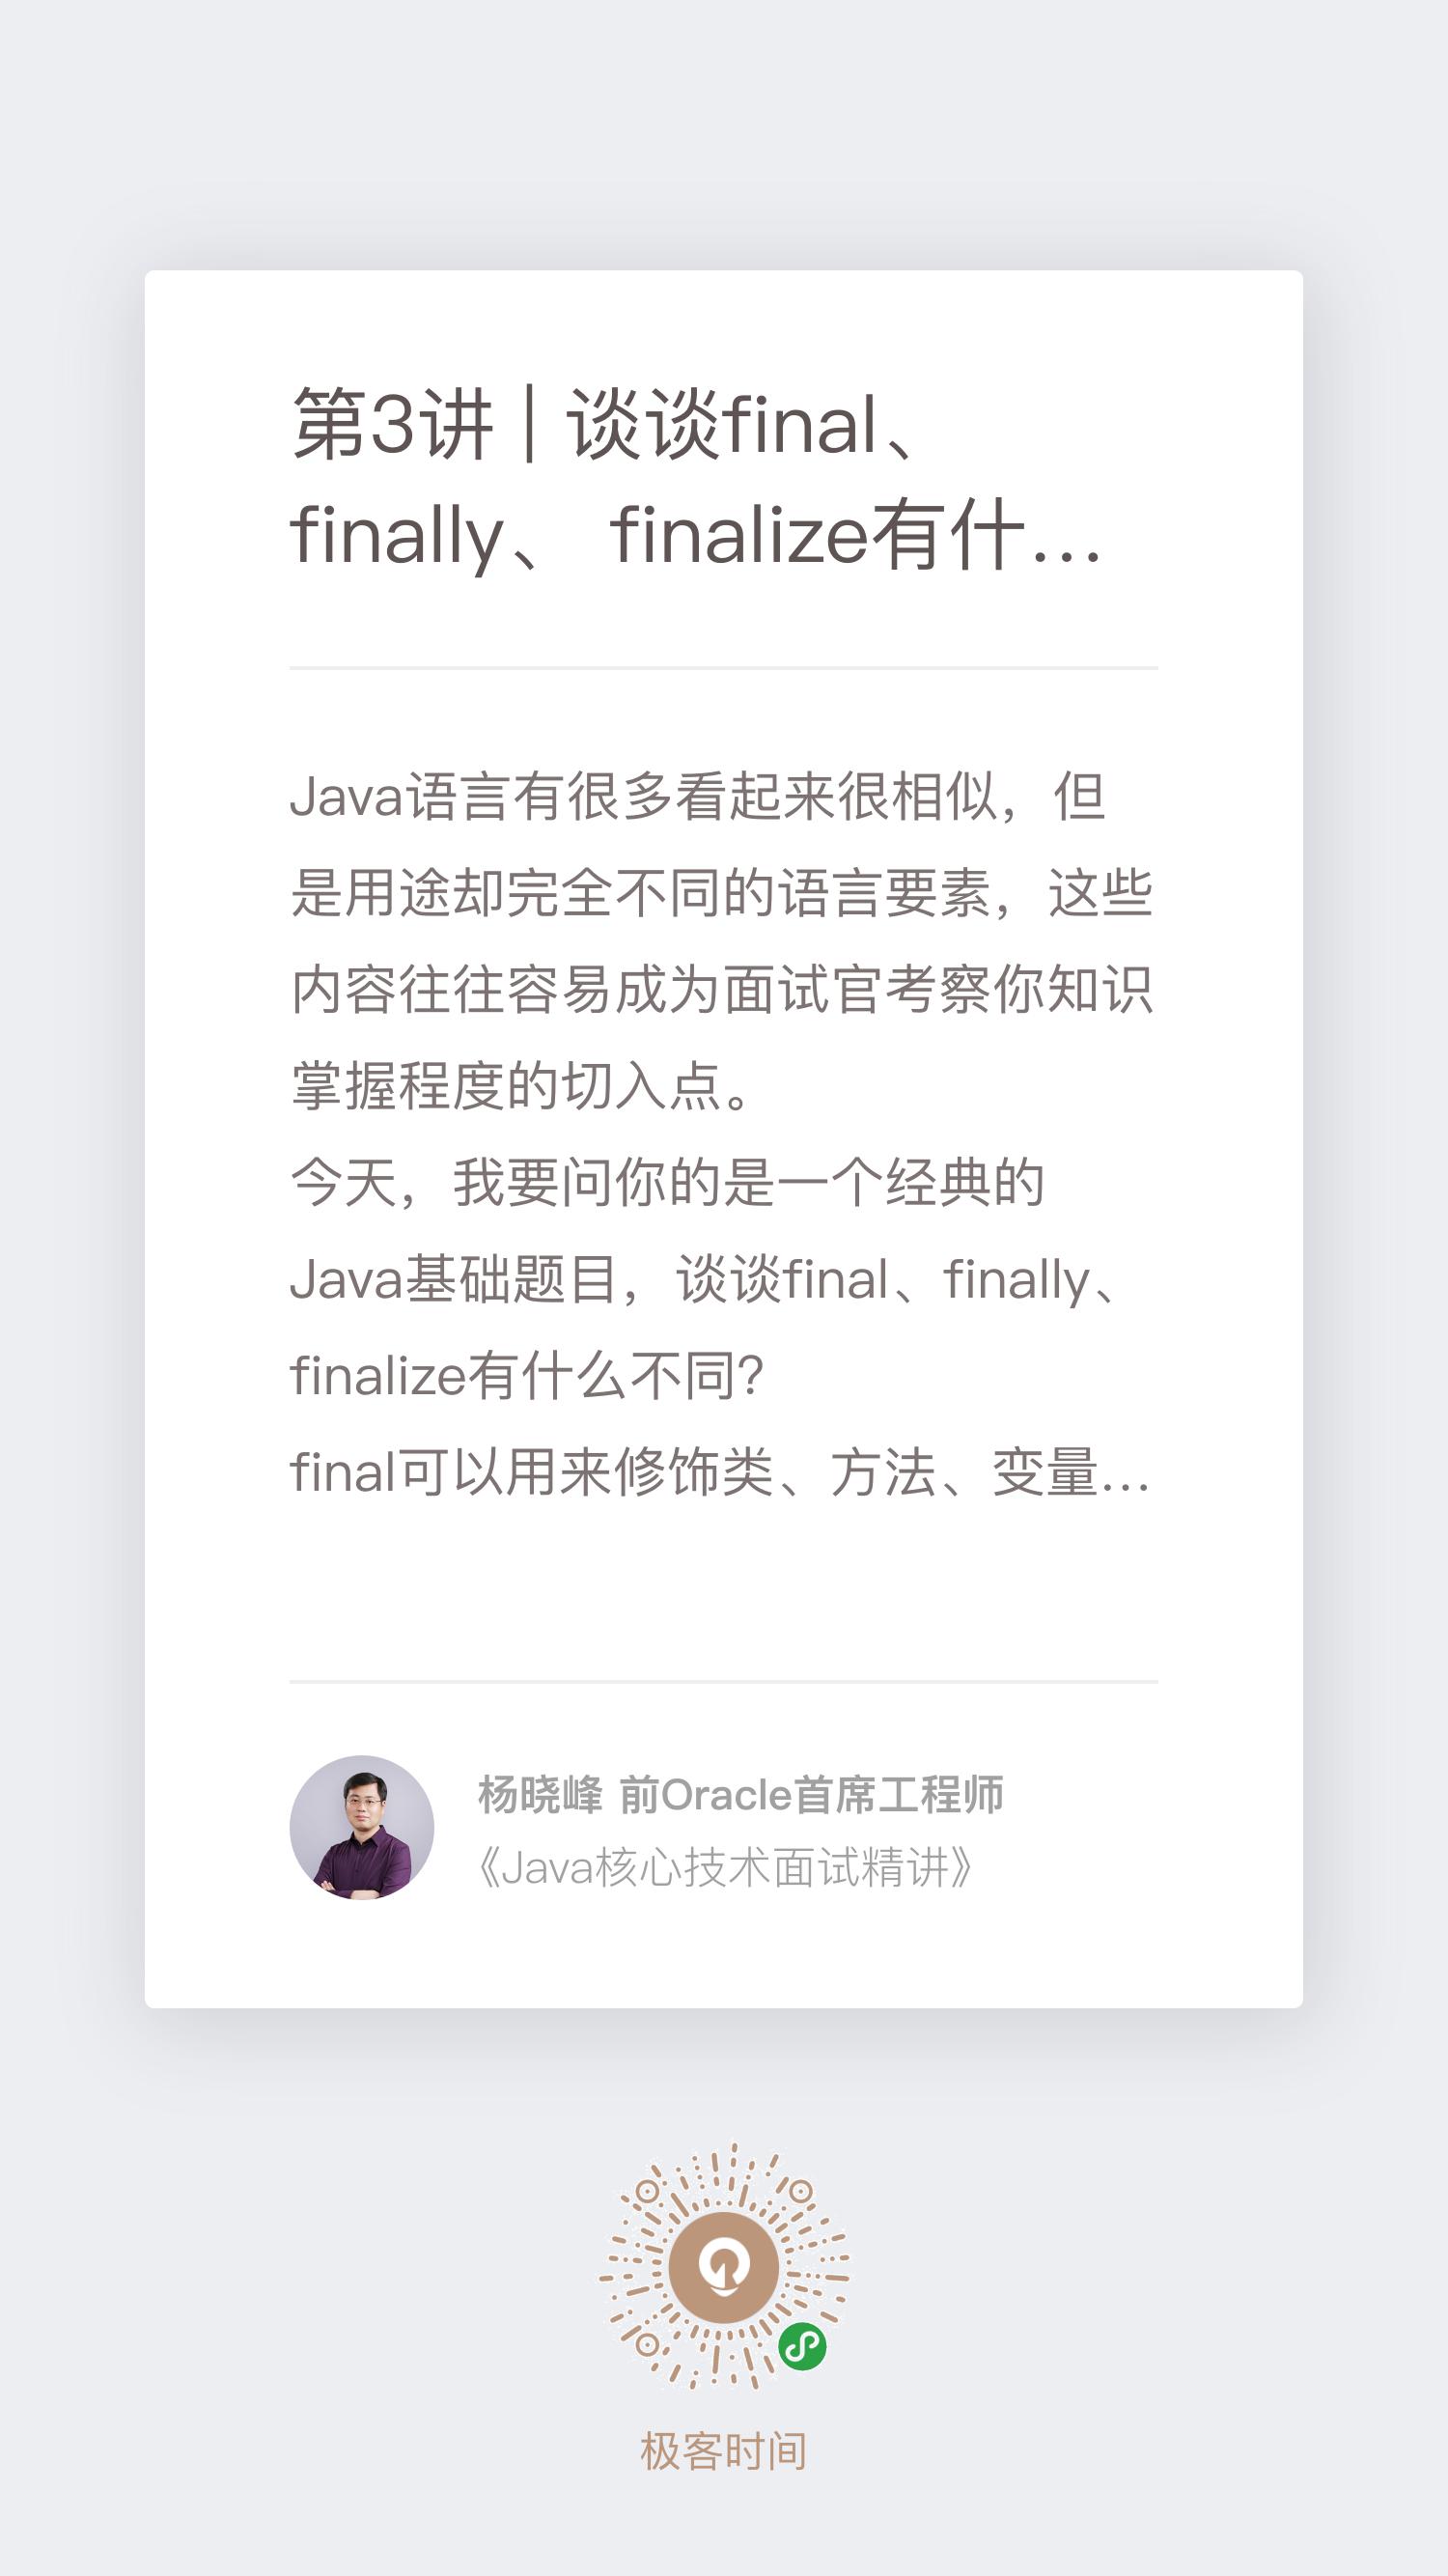 第3讲 | 谈谈final、
finally、 finalize有什...
Java语言有很多看起来很相似，但
是用途却完全不同的语言要素，这些
内容往往容易成为面试官考察你知识
掌握程度的切入点。
今天，我要问你的是一个经典的
Java基础题目，谈谈final、finally、
finalize有什么不同?
final可以用来修饰类、方法、变量...
杨晓峰 前Oracle首席工程师
《Java核心技术面试精讲》
极客时间